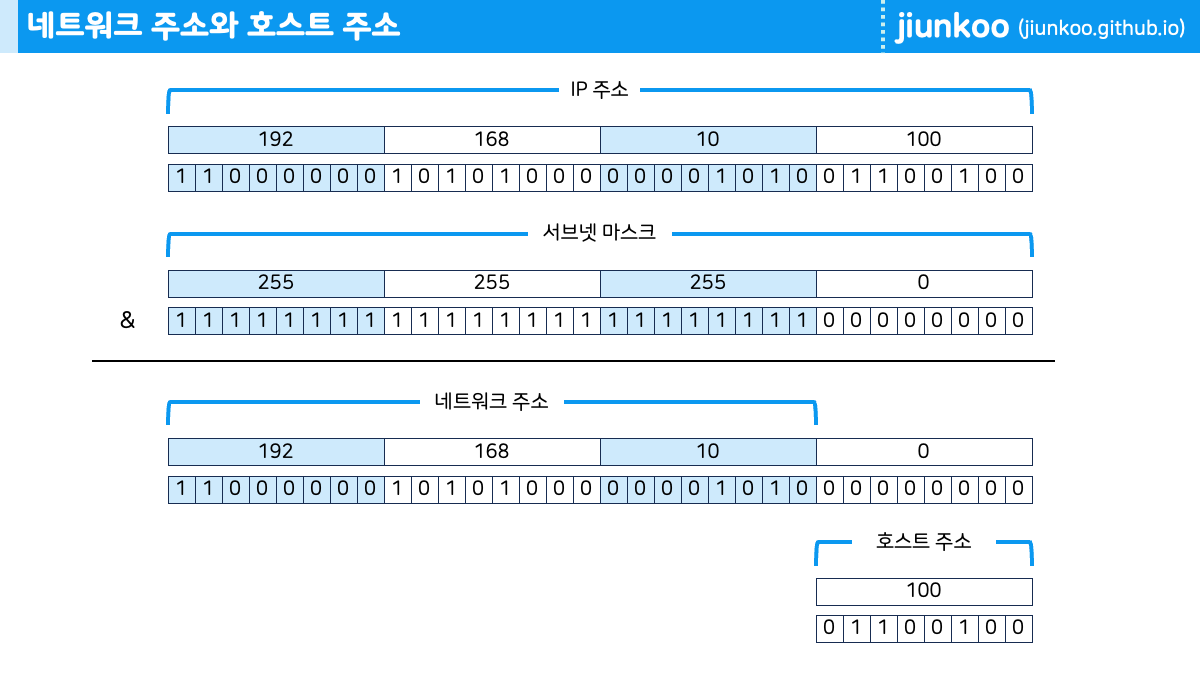 네트워크 주소와 호스트 주소
jiunkoo (jiunkoo.github.io)
IP 주소
192 168 10 100
1 1 0 0 0 0 0 0 1 0 1 0 1 0 0 0 0 0 0 0 1 0 1 0 0 1 1 0 0 1 0 0
서브넷 마스크
255 255 255 0
& 1 1 1 1 1 1 1 1 1 1 1 1 1 1 1 1 1 1 1 1 1 1 1 1 0 0 0 0 0 0 0 0
네트워크 주소
192 168 10 0
1 1 0 0 0 0 0 0 1 0 1 0 1 0 0 0 0 0 0 0 1 0 1 0 0 0 0 0 0 0 0 0
호스트 주소
100
0 1 1 0 0 1 0 0